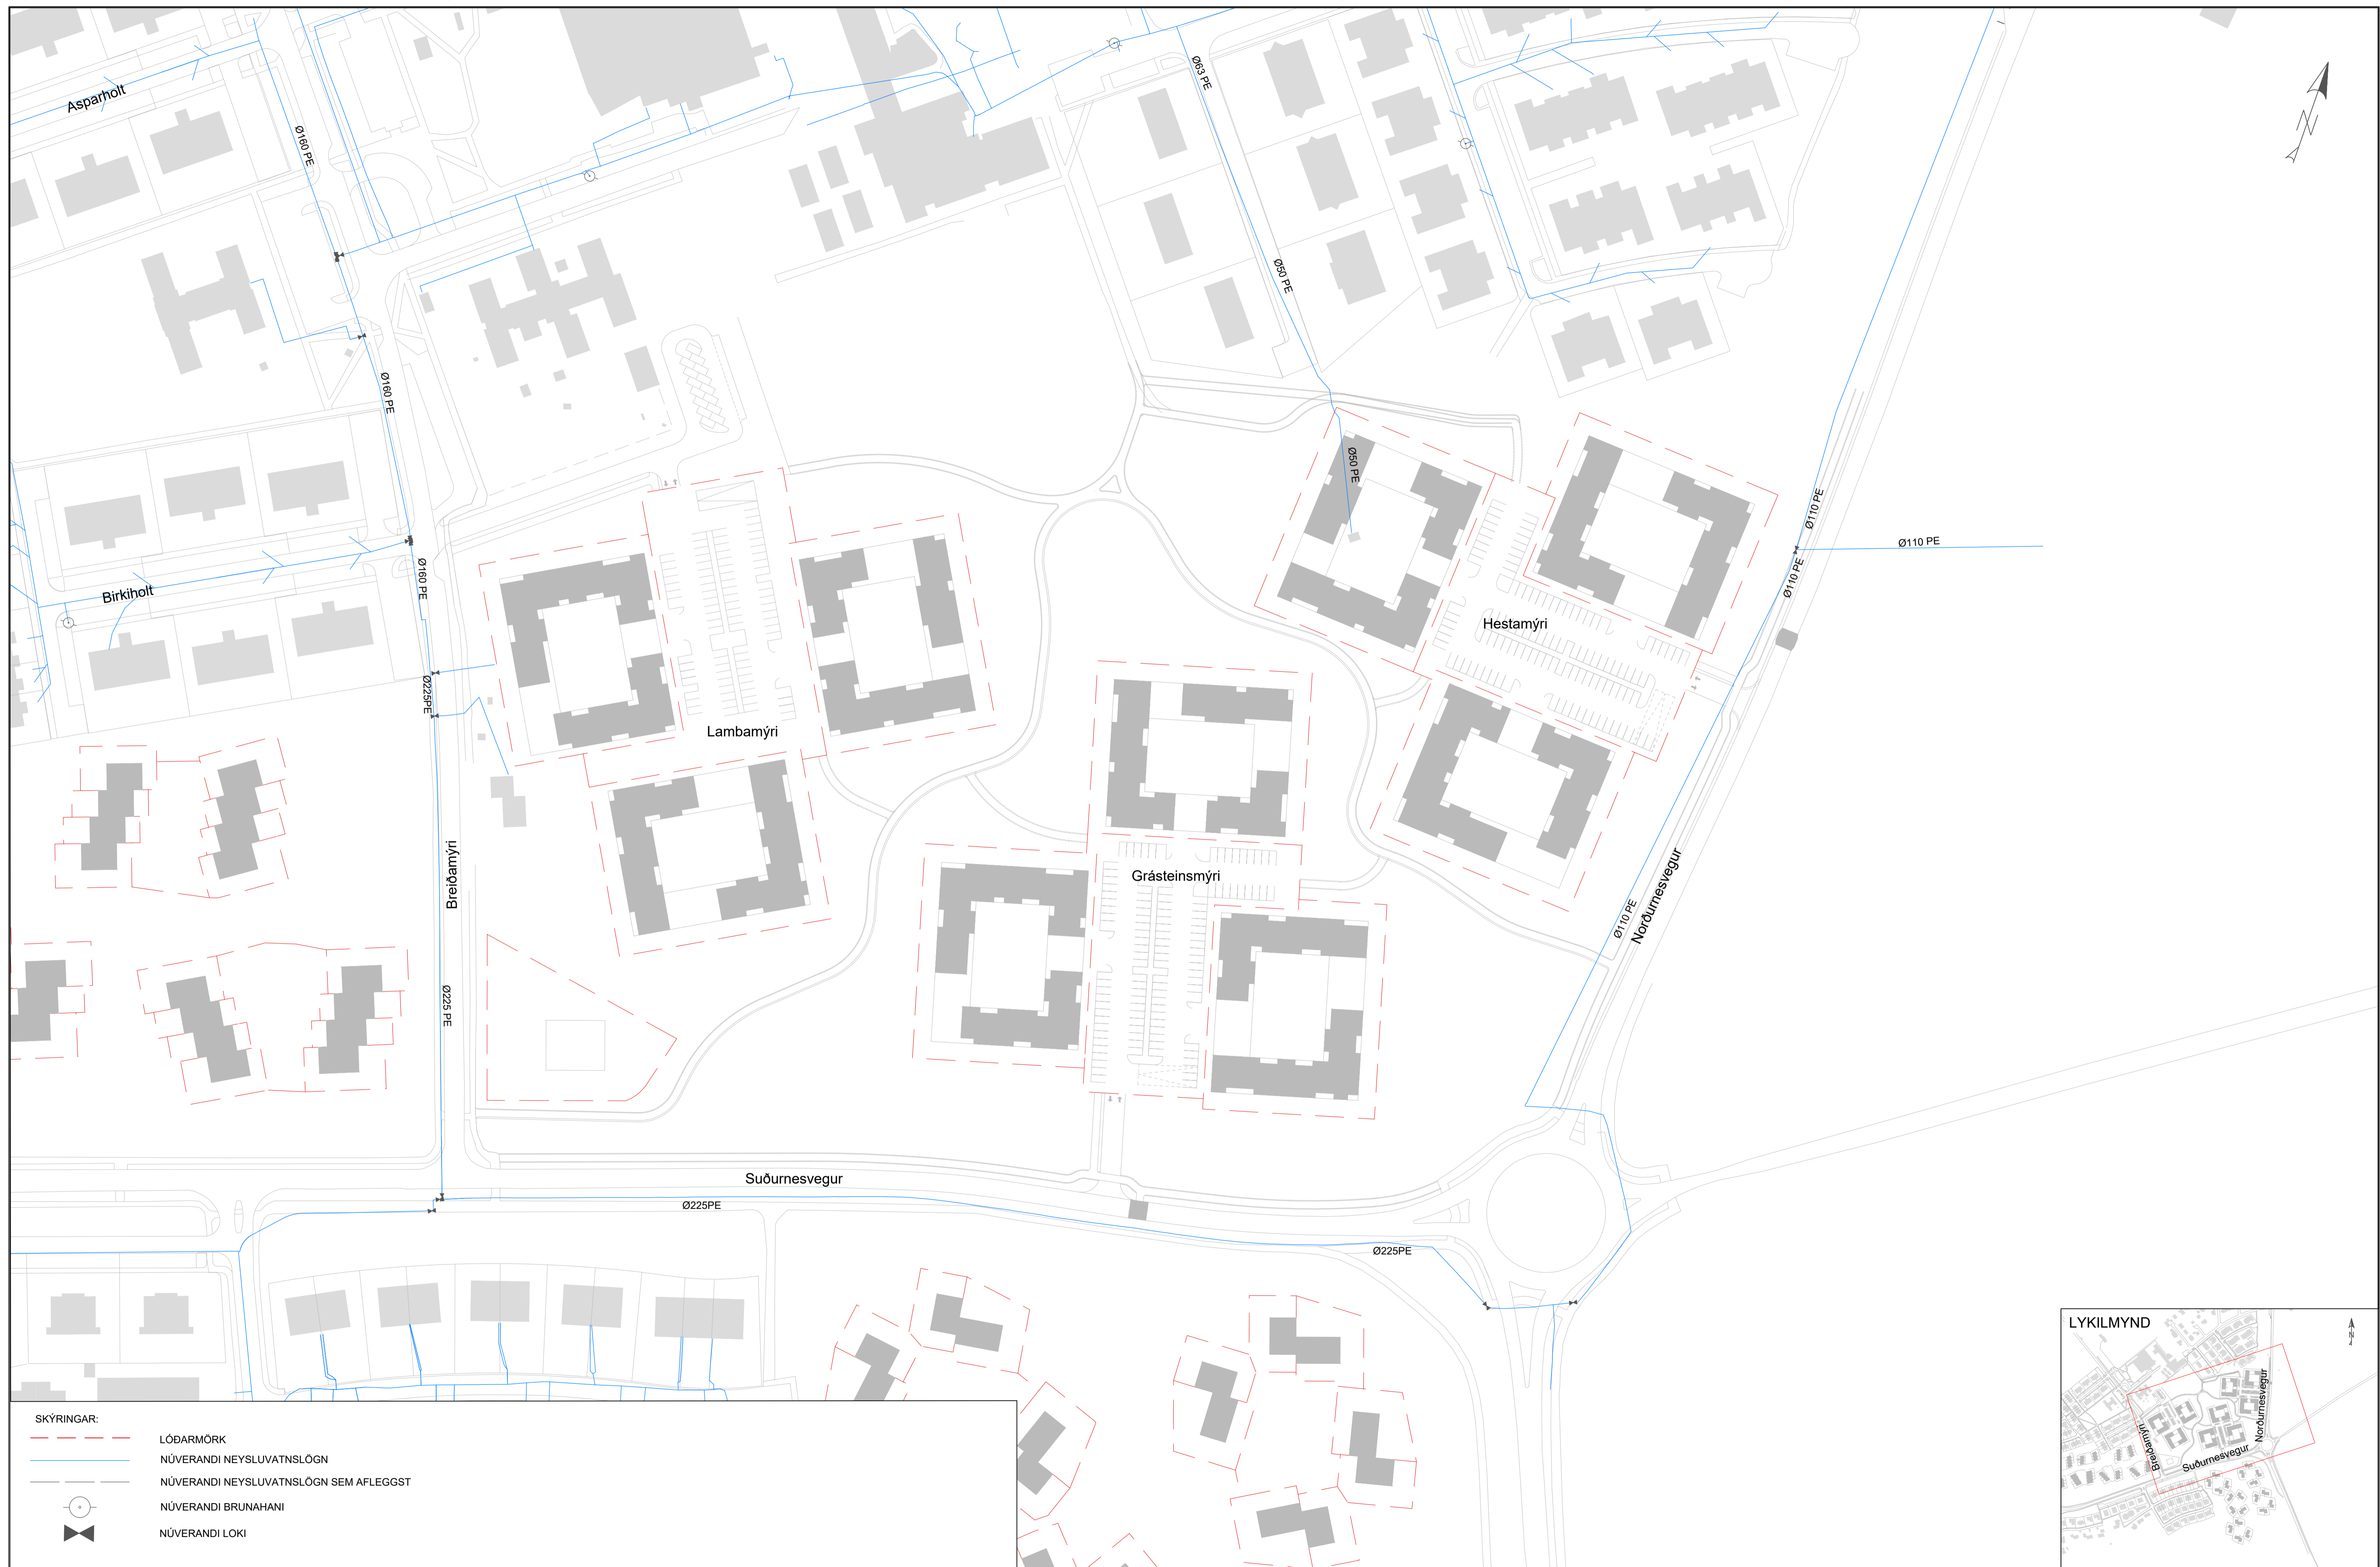 Asparholt
Ø160 PE
Ø63 PE
Ø50 PE
Ø160 PE
Ø50 PE
Ø110 PE
Ø110 PE
Ø110 PE
Ø160 PE
Birkiholt
Hestamýri
Ø225PE
Lambamýri
Breiðamýri
Grásteinsmýri
Norðurnesvegur
Ø110 PE
Ø225 PE
Suðurnesvegur
Ø225PE
Ø225PE
SKÝRINGAR:
LÓÐARMÖRK
NÚVERANDI NEYSLUVATNSLÖGN
NÚVERANDI NEYSLUVATNSLÖGN SEM AFLEGGST
NÚVERANDI BRUNAHANI
NÚVERANDI LOKI
LYKILMYND
N
Norðurnesvegur
Breiðamýri
Suðurnesvegur